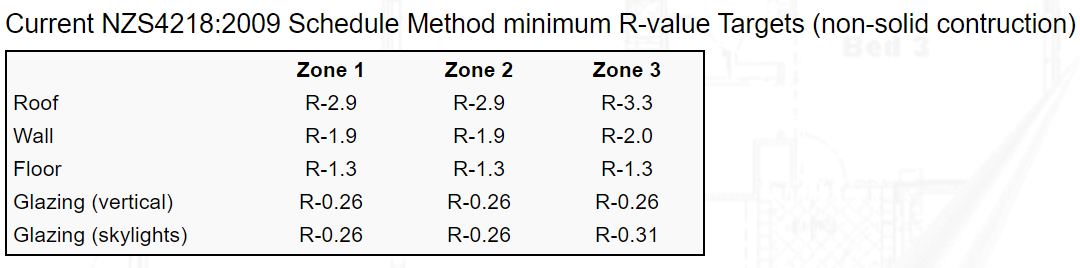 Current NZS4218:2009 Schedule Method minimum R-value Targets (non-solid contruction)
Bed 3
Zone 1 Zone 2 Zone 3
Roof R-2.9 R-2.9 R-3.3
Wall R-1.9 R-1.9 R-2.0
Floor R-1.3 R-1.3 R-1.3
Glazing (vertical) R-0.26 R-0.26 R-0.26
Glazing (skylights) R-0.26 R-0.26 R-0.31